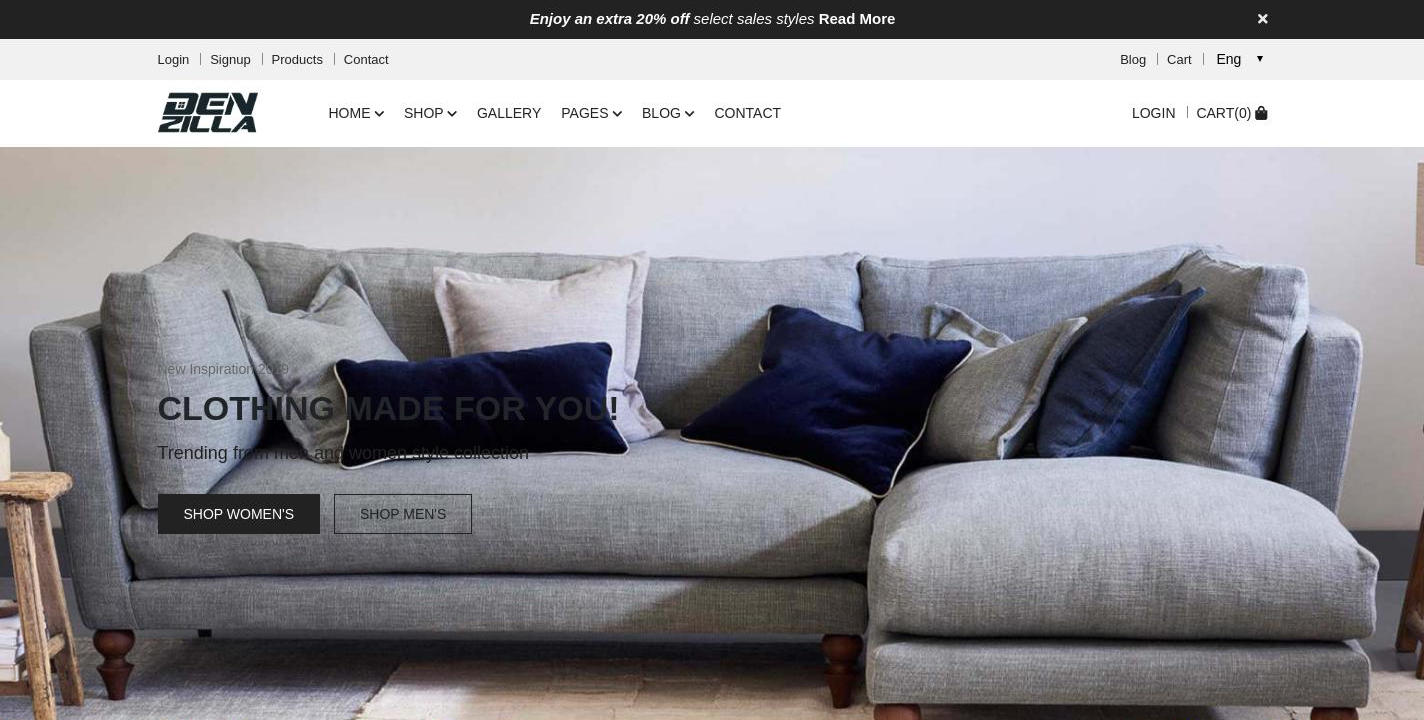 Enjoy an extra 20% off select sales styles Read More
Login Signup Products Contact
Blog Cart Eng
DEN ZILLA
HOME SHOP GALLERY PAGES BLOG CONTACT
LOGIN CART(0)
New Inspiration 2019
CLOTHING MADE FOR YOU!
Trending from men and women style collection
SHOP WOMEN'S SHOP MEN'S